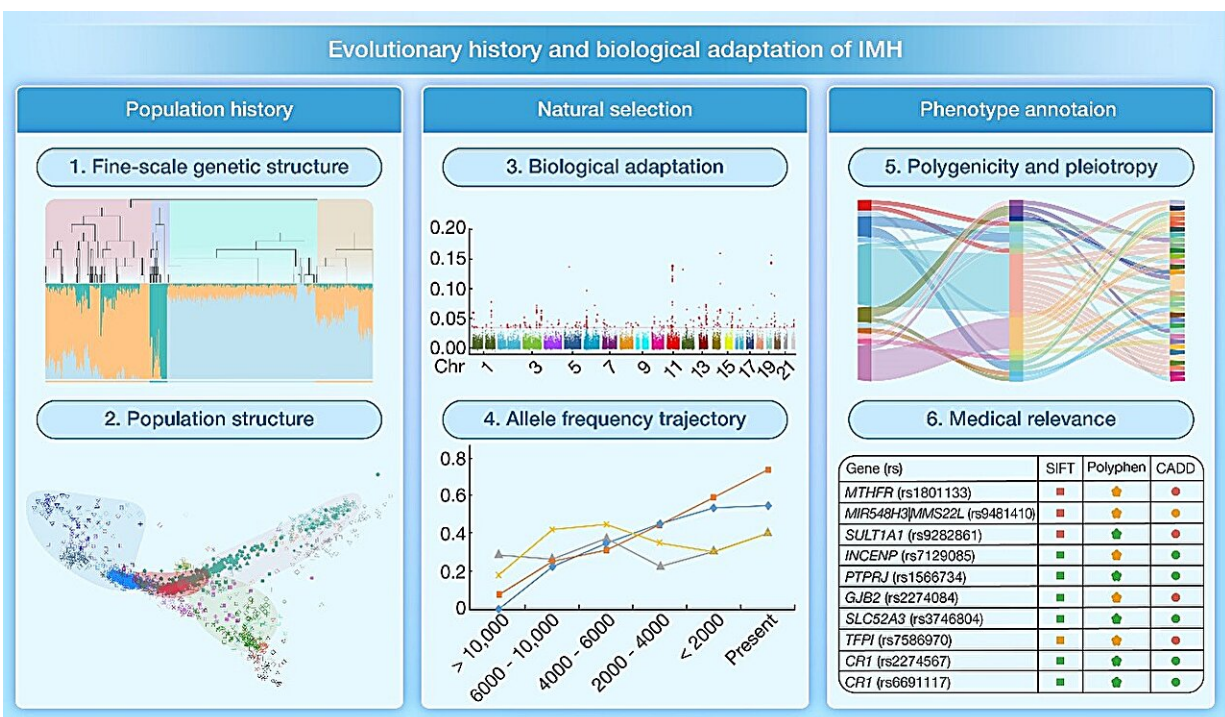 Evolutionary history and biological adaptation of IMH
Population history
1. Fine-scale genetic structure
2. Population structure
Natural selection
3. Biological adaptation
0.20
0.15
0.10
0.05
0.00
Chr 1 3 5 7 9 11 13 15 17 19 21
4. Allele frequency trajectory
0.8
0.6
0.4
0.2
0
> 10,000
6000 - 10,000
4000 - 6000
2000 - 4000
< 2000
Present
Phenotype annotaion
5. Polygenicity and pleiotropy
6. Medical relevance
Gene (rs) SIFT Polyphen CADD
MTHFR (rs1801133)
MIR548H3|MMS22L (rs9481410)
SULT1A1 (rs9282861)
INCENP (rs7129085)
PTPRJ (rs1566734)
GJB2 (rs2274084)
SLC52A3 (rs3746804)
TFPI (rs7586970)
CR1 (rs2274567)
CR1 (rs6691117)